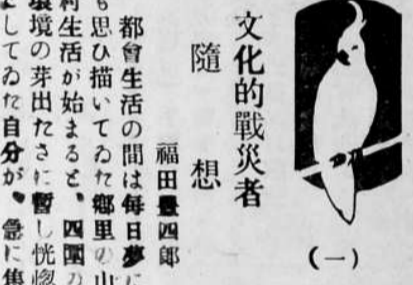 文化的戰災者
隨想
(一)
福田豊四郎
都會生活の間は毎日夢に
も思ひ描いてゐた鄉里の山
村生活が始まると、四圍の
環境の芽出たさに暫し恍惚
としてゐた自分が、急に集